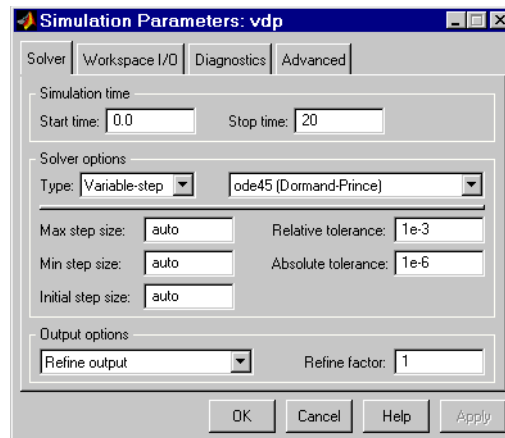 Simulation Parameters: vdp
Solver Workspace I/O Diagnostics Advanced
Simulation time
Start time: 0.0 Stop time: 20
Solver options
Type: Variable-step ode45 (Dormand-Prince)
Max step size: auto Relative tolerance: 1e-3
Min step size: auto Absolute tolerance: 1e-6
Initial step size: auto
Output options
Refine output Refine factor: 1
OK Cancel Help Apply